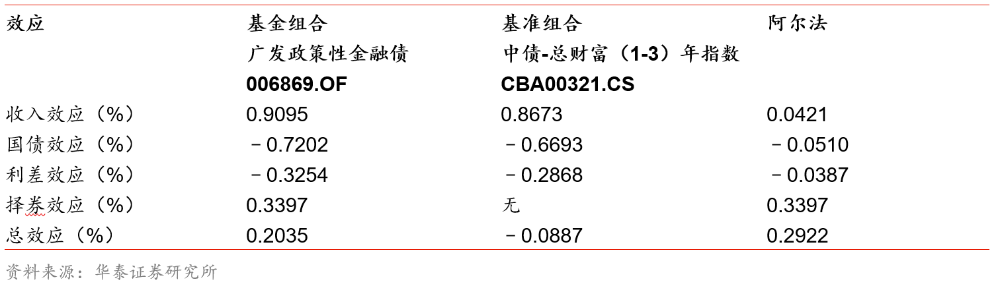 效应 基金组合 基准组合 阿尔法
广发政策性金融债 中债-总财富（1-3）年指数
006869.OF CBA00321.CS
收入效应（%） 0.9095 0.8673 0.0421
国债效应（%） －0.7202 －0.6693 －0.0510
利差效应（%） －0.3254 －0.2868 －0.0387
择券效应（%） 0.3397 无 0.3397
总效应（%） 0.2035 －0.0887 0.2922
资料来源：华泰证券研究所